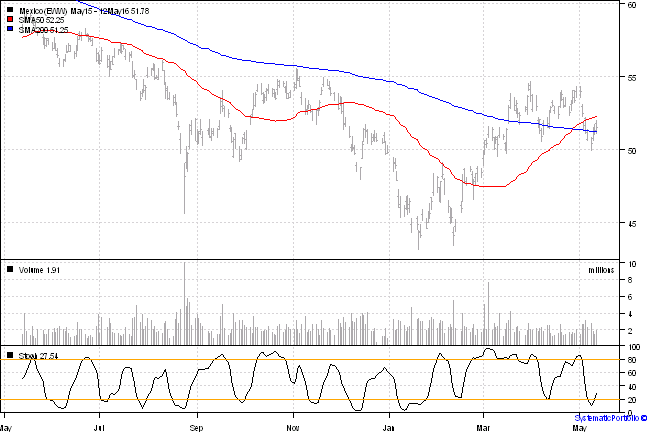 Mexico(EWW) May15 - 12May16 51.78
SMA50 52.25
SMA200 51.25
60
55
50
45
Volume 1.91
millions
10
8
6
4
2
Stoch 27.54
100
80
60
40
20
0
May
Jul
Sep
Nov
Jan
Mar
May
SystematicPortfolio ©